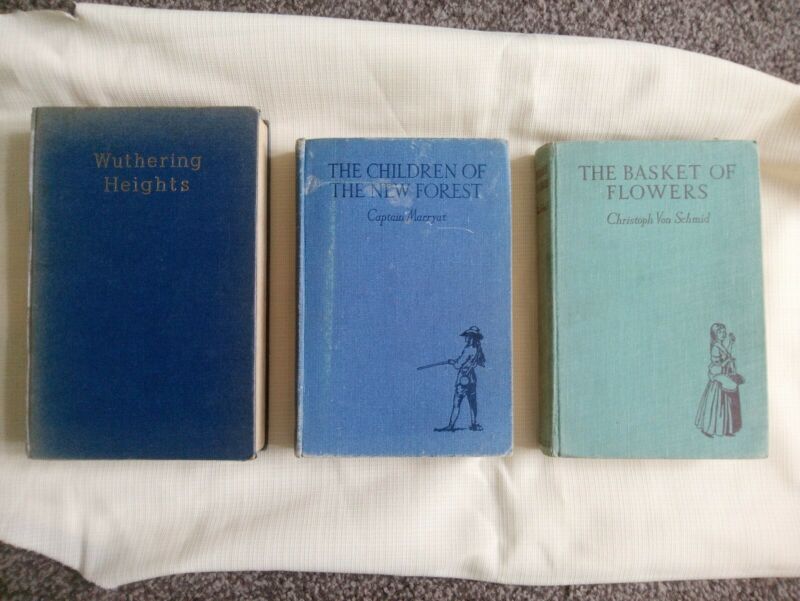 Wuthering
Heights
THE CHILDREN OF
THE NEW FOREST
Captain Marryat
THE BASKET OF
FLOWERS
Christoph Von Schmid